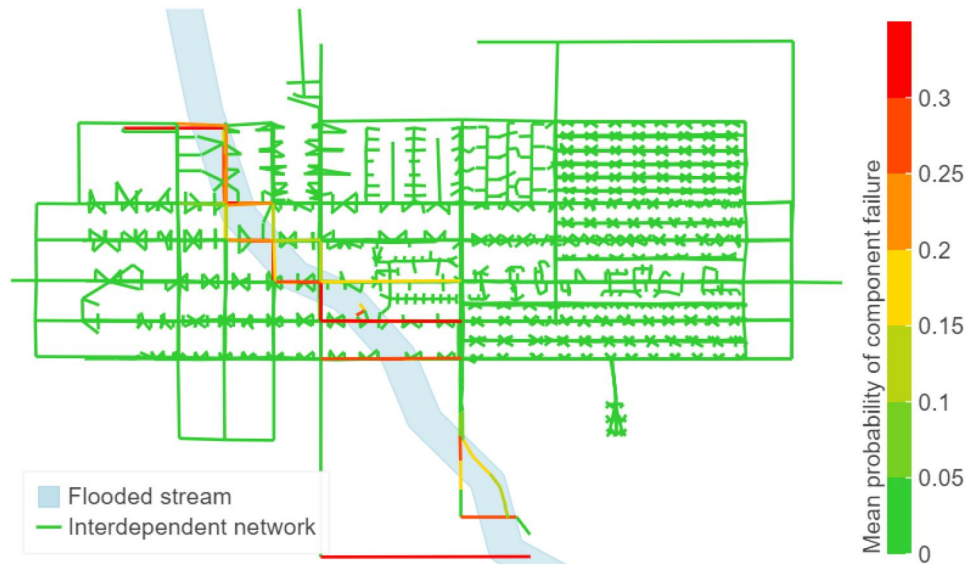 Flooded stream
Interdependent network
Mean probability of component failure
0.3
0.25
0.2
0.15
0.1
0.05
0